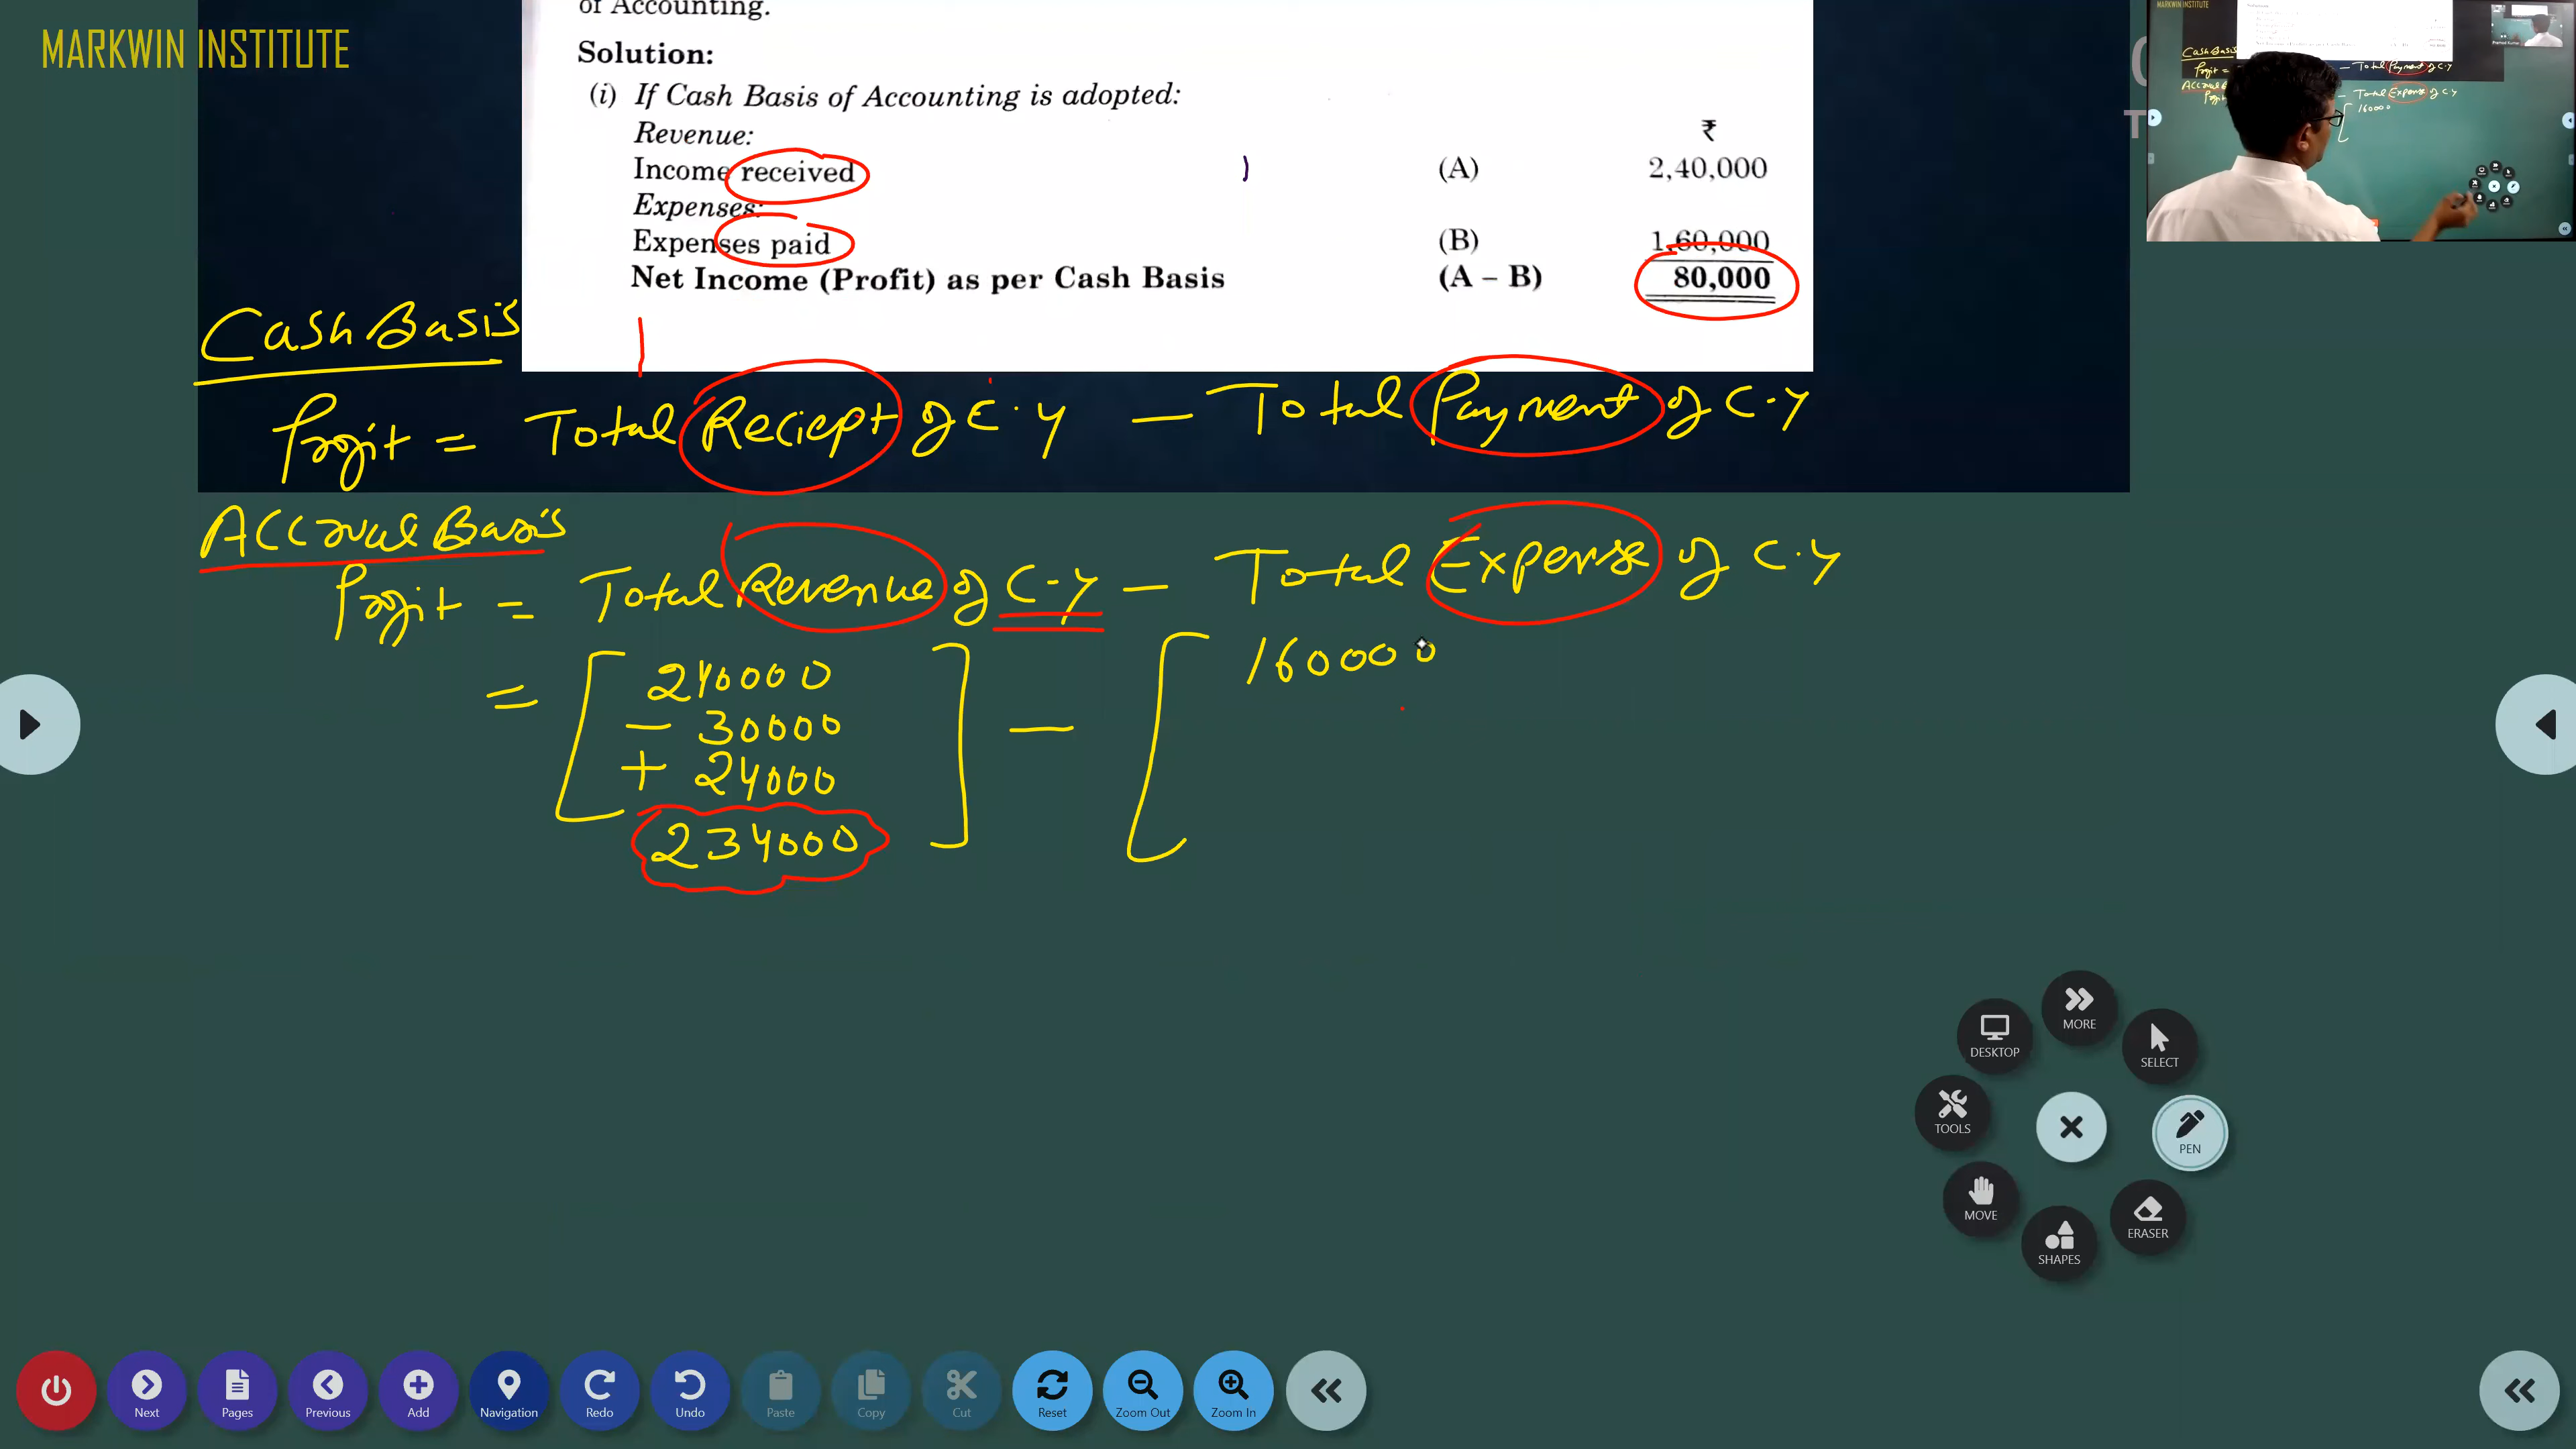 MARKWIN INSTITUTE
of Accounting.
Solution:
(i) If Cash Basis of Accounting is adopted:
Revenue: ₹
Income received (A) 2,40,000
Expenses:
Expenses paid (B) 1,60,000
Net Income (Profit) as per Cash Basis (A – B) 80,000
Cash Basis
Profit = Total Reciept of C.Y — Total Payment of C.Y
Accrual Basis
Profit = Total Revenue of C.Y — Total Expense of C.Y
= [ 240000 ] — [ 160000
— 30000
+ 24000
234000
MORE
DESKTOP
SELECT
TOOLS
PEN
MOVE
ERASER
SHAPES
Next Pages Previous Add Navigation Redo Undo Paste Copy Cut Reset Zoom Out Zoom In